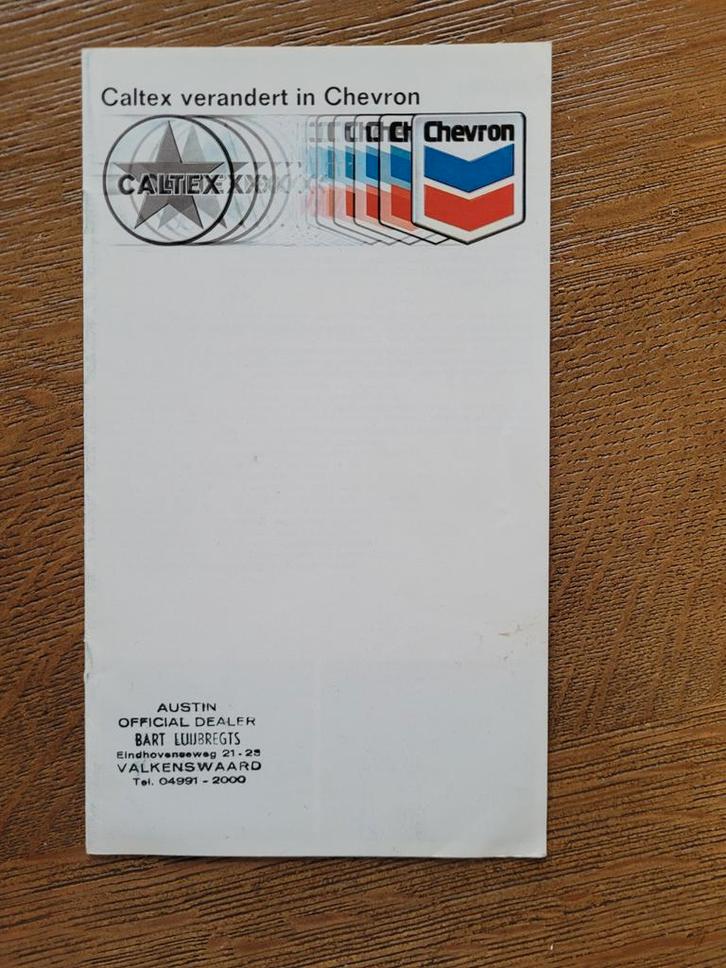 Caltex verandert in Chevron
CALTEX
Chevron
AUSTIN
OFFICIAL DEALER
BART LUIJBREGTS
Eindhovenseweg 21-25
VALKENSWAARD
Tel. 04991 - 2000